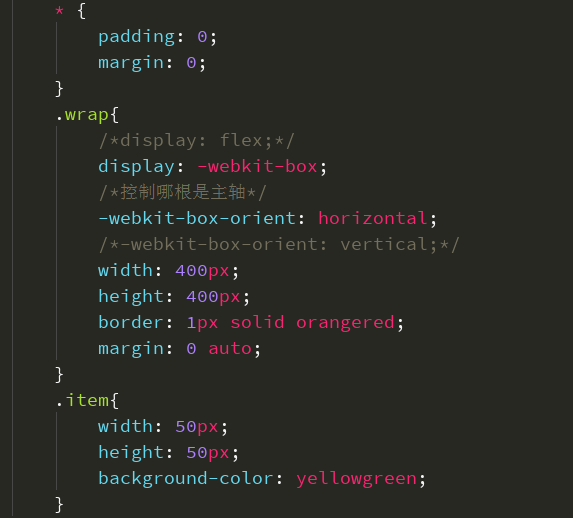 * {
padding: 0;
margin: 0;
}
.wrap{
/*display: flex;*/
display: -webkit-box;
/*控制哪根是主轴*/
-webkit-box-orient: horizontal;
/*-webkit-box-orient: vertical;*/
width: 400px;
height: 400px;
border: 1px solid orangered;
margin: 0 auto;
}
.item{
width: 50px;
height: 50px;
background-color: yellowgreen;
}